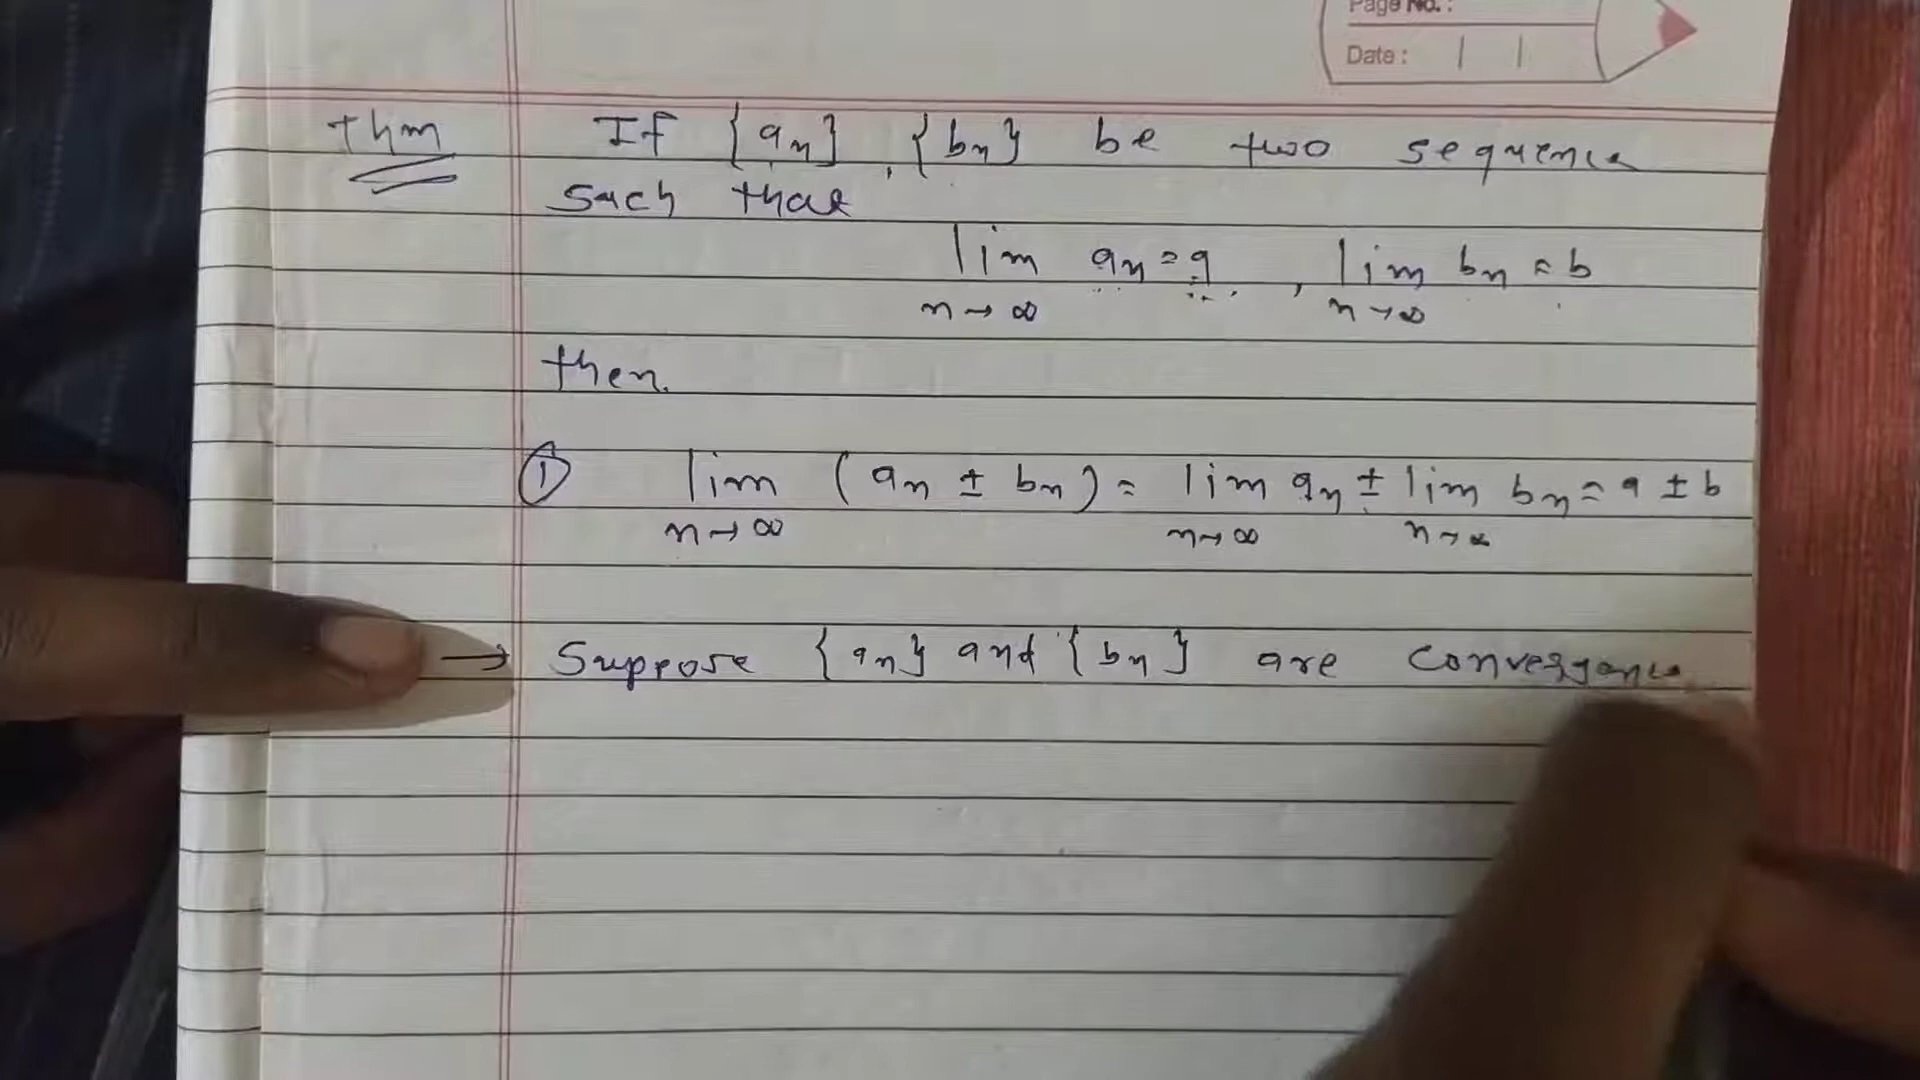 Page No. :
Date :
thm If {an}, {bn} be two sequence
such that
lim an = a, lim bn = b
n→∞ n→∞
then.
① lim (an ± bn) = lim an ± lim bn = a ± b
n→∞ n→∞ n→∞
→ Suppose {an} and {bn} are convergance